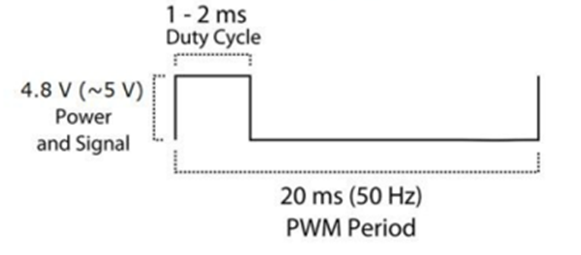 1 - 2 ms
Duty Cycle
4.8 V (~5 V)
Power
and Signal
20 ms (50 Hz)
PWM Period